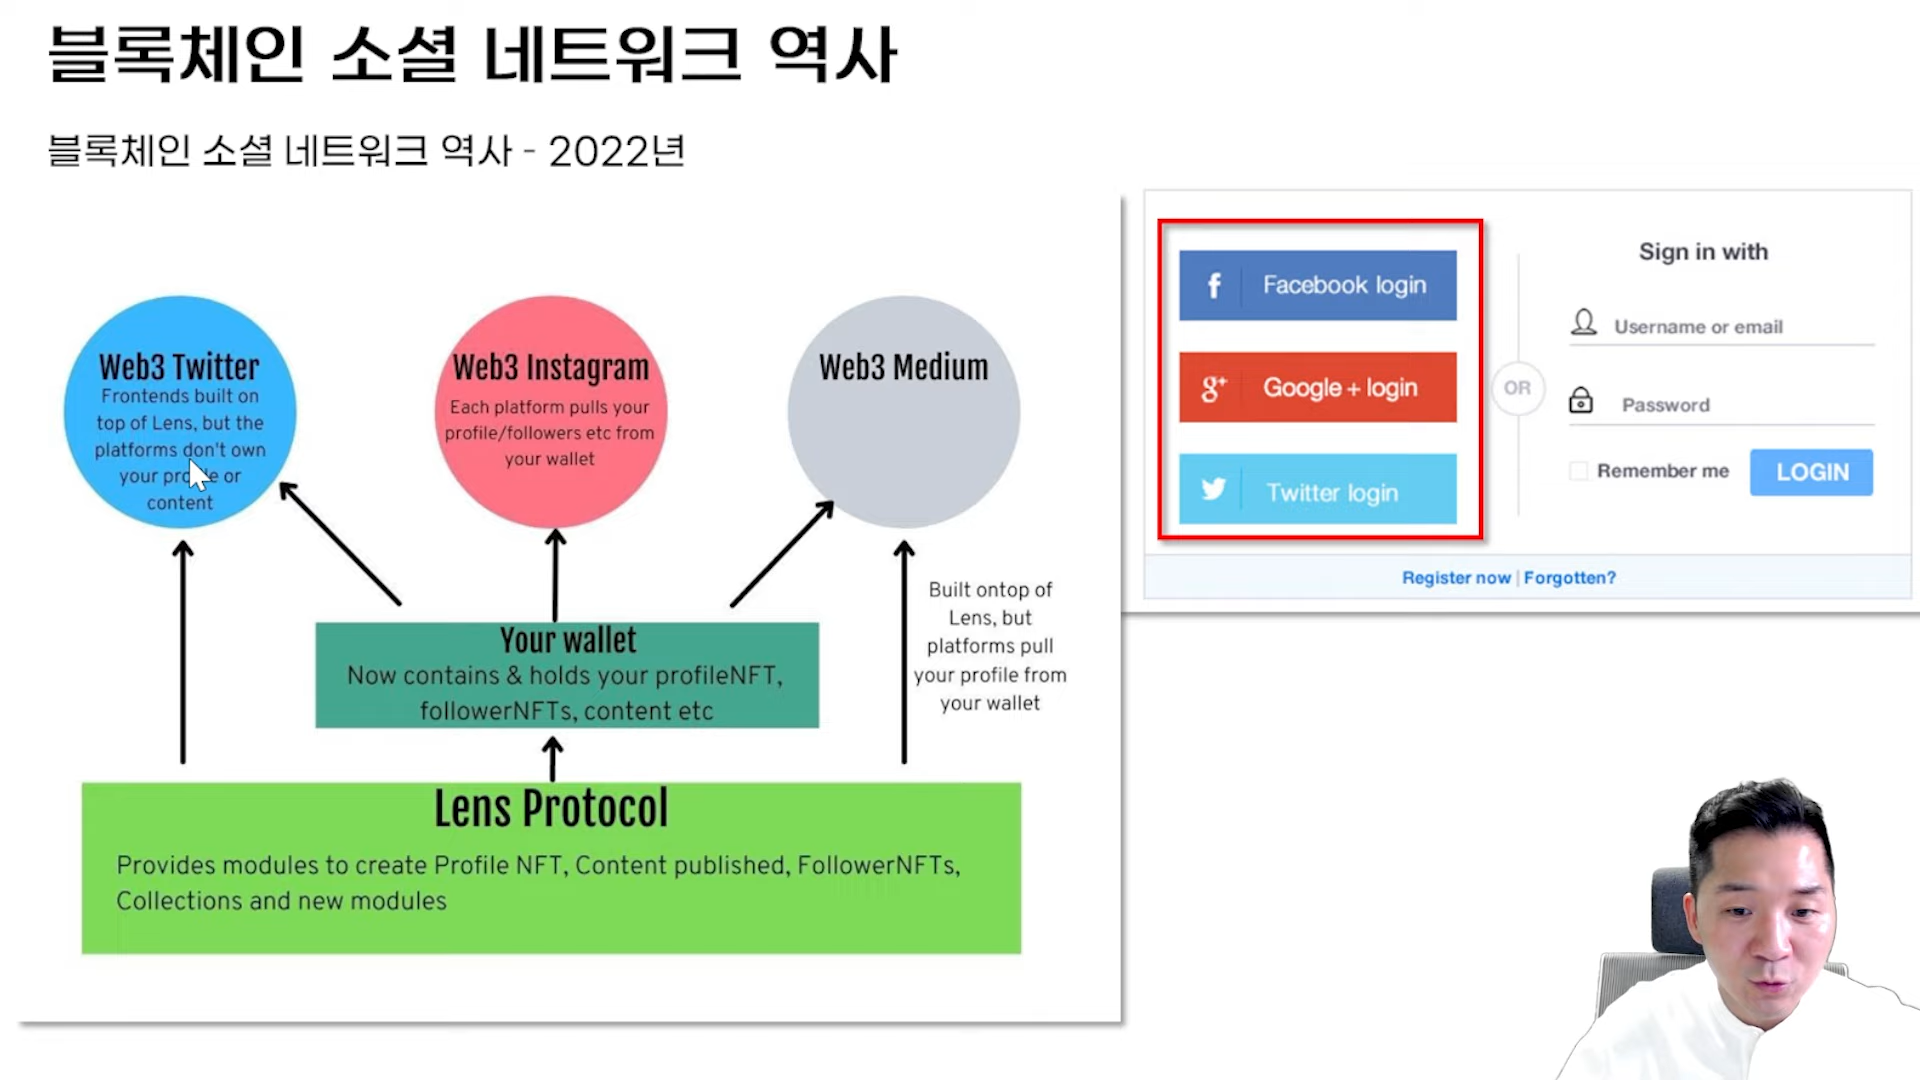 블록체인 소셜 네트워크 역사
블록체인 소셜 네트워크 역사 - 2022년
Web3 Twitter
Frontends built on
top of Lens, but the
platforms don't own
your profile or
content
Web3 Instagram
Each platform pulls your
profile/followers etc from
your wallet
Web3 Medium
Built ontop of
Lens, but
platforms pull
your profile from
your wallet
Your wallet
Now contains & holds your profileNFT,
followerNFTs, content etc
Lens Protocol
Provides modules to create Profile NFT, Content published, FollowerNFTs,
Collections and new modules
f Facebook login
g+ Google + login
Twitter login
OR
Sign in with
Username or email
Password
Remember me
LOGIN
Register now | Forgotten?